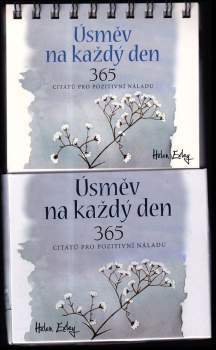 Úsměv
na každý den
365
CITÁTŮ PRO POZITIVNÍ NÁLADU
Helen Exley
Úsměv
na každý den
365
CITÁTŮ PRO POZITIVNÍ NÁLADU
Helen Exley